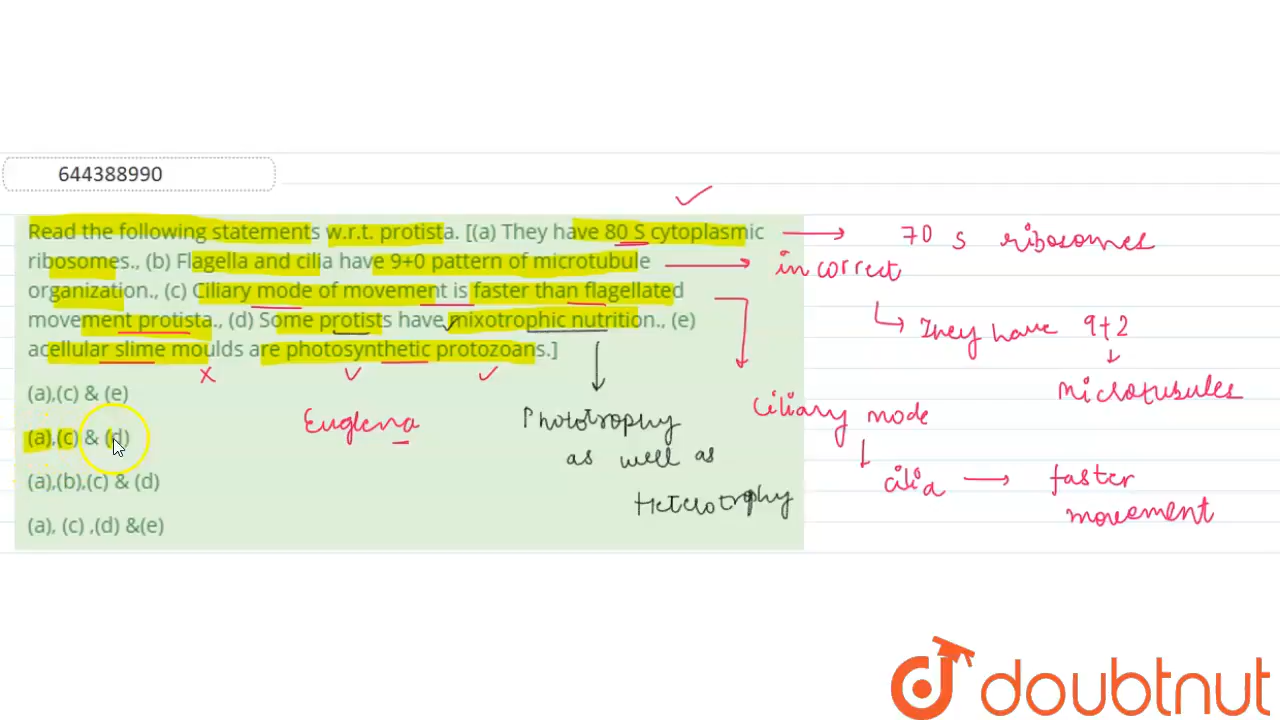 644388990
Read the following statements w.r.t. protista. [(a) They have 80 S cytoplasmic
ribosomes., (b) Flagella and cilia have 9+0 pattern of microtubule
organization., (c) Ciliary mode of movement is faster than flagellated
movement protista., (d) Some protists have mixotrophic nutrition., (e)
acellular slime moulds are photosynthetic protozoans.]
(a),(c) & (e)
(a),(c) & (d)
(a),(b),(c) & (d)
(a), (c) ,(d) &(e)
70 S ribosomes
incorrect
They have 9+2
Microtubules
Ciliary mode
cilia → faster
movement
Euglena
Phototrophy
as well as
Heterotrophy
doubtnut